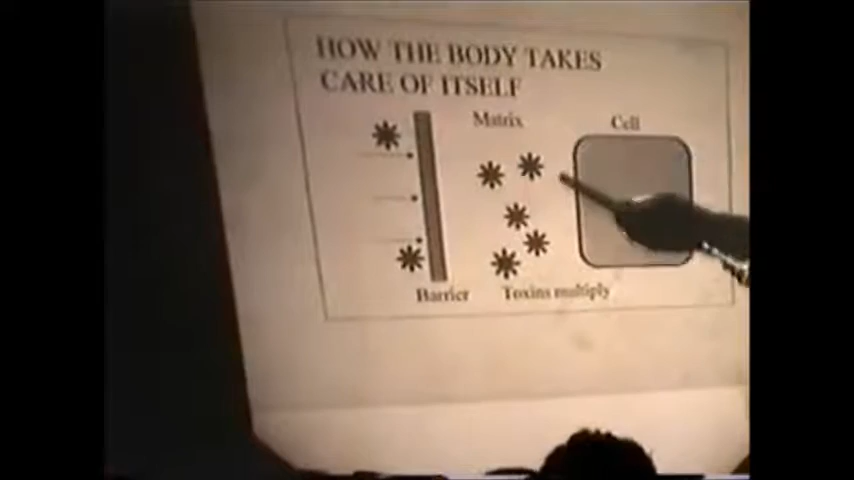 HOW THE BODY TAKES
CARE OF ITSELF
Matrix
Cell
Barrier
Toxins multiply